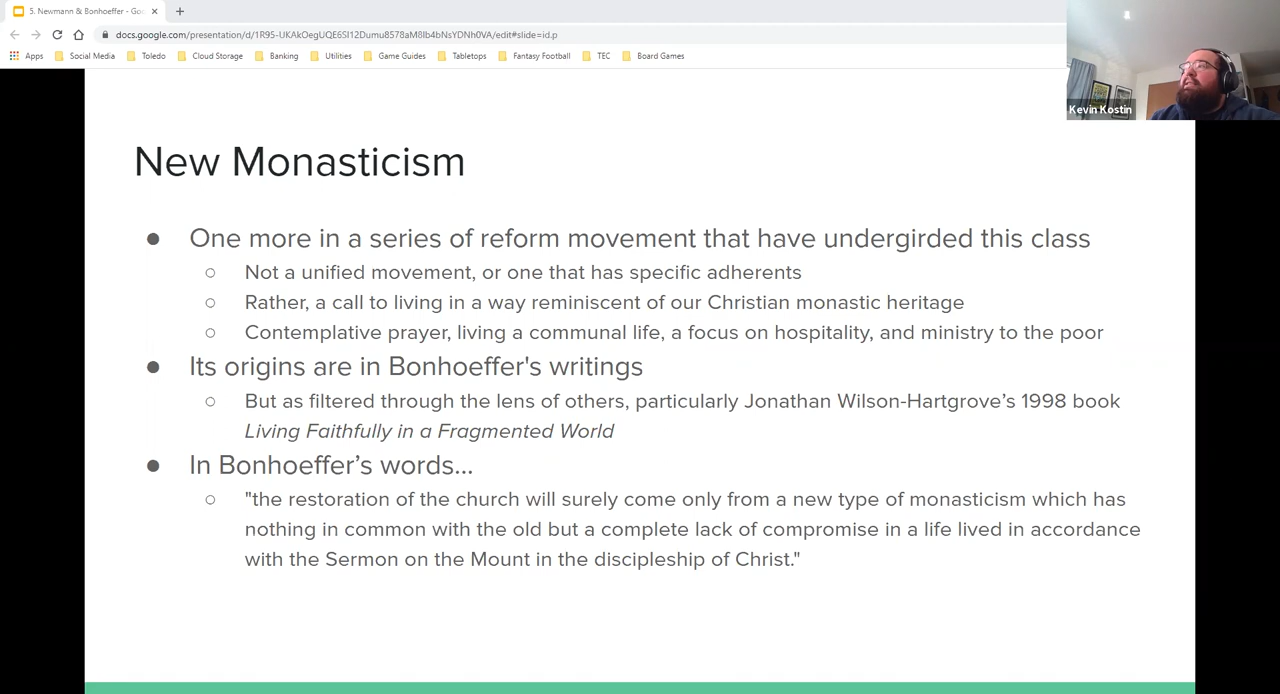 5. Newmann & Bonhoeffer - Goo
docs.google.com/presentation/d/1R95-UKAkOegUQE6Sl12Dumu8578aM8lb4bNsYDNh0VA/edit#slide=id.p
Apps Social Media Toledo Cloud Storage Banking Utilities Game Guides Tabletops Fantasy Football TEC Board Games
Kevin Kostin
New Monasticism
● One more in a series of reform movement that have undergirded this class
○ Not a unified movement, or one that has specific adherents
○ Rather, a call to living in a way reminiscent of our Christian monastic heritage
○ Contemplative prayer, living a communal life, a focus on hospitality, and ministry to the poor
● Its origins are in Bonhoeffer's writings
○ But as filtered through the lens of others, particularly Jonathan Wilson-Hartgrove’s 1998 book
Living Faithfully in a Fragmented World
● In Bonhoeffer’s words...
○ "the restoration of the church will surely come only from a new type of monasticism which has
nothing in common with the old but a complete lack of compromise in a life lived in accordance
with the Sermon on the Mount in the discipleship of Christ."